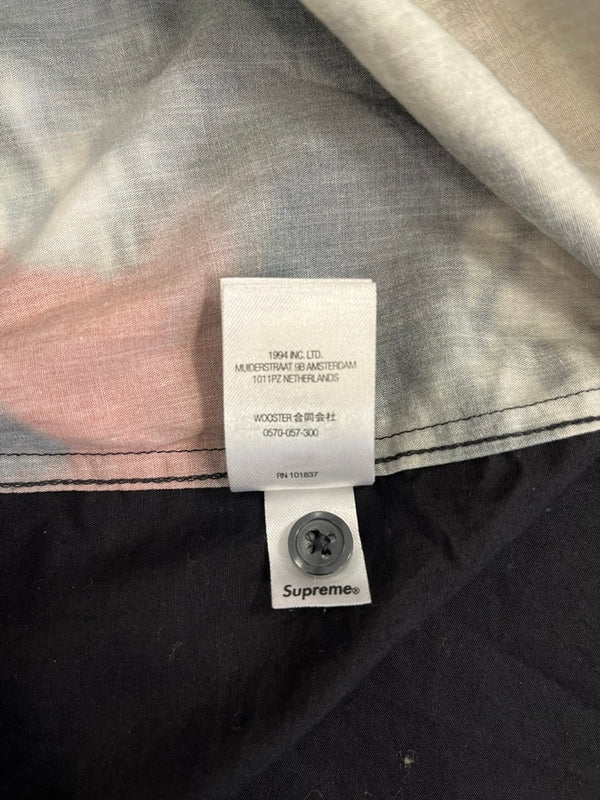 1994 INC. LTD.
MUIDERSTRAAT 9B AMSTERDAM
1011PZ NETHERLANDS
WOOSTER 合同会社
0570-057-300
RN 101837
Supreme®